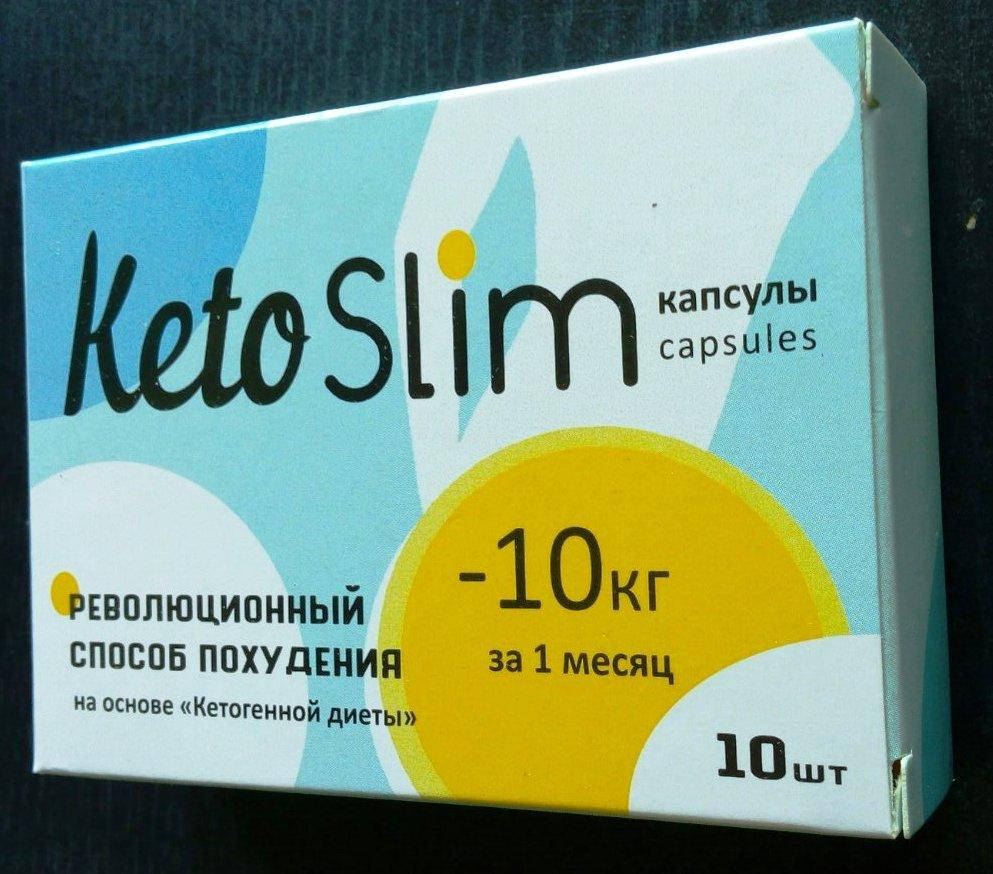 Keto Slim
капсулы
capsules
-10кг
за 1 месяц
РЕВОЛЮЦИОННЫЙ
СПОСОБ ПОХУДЕНИЯ
на основе «Кетогенной диеты»
10шт